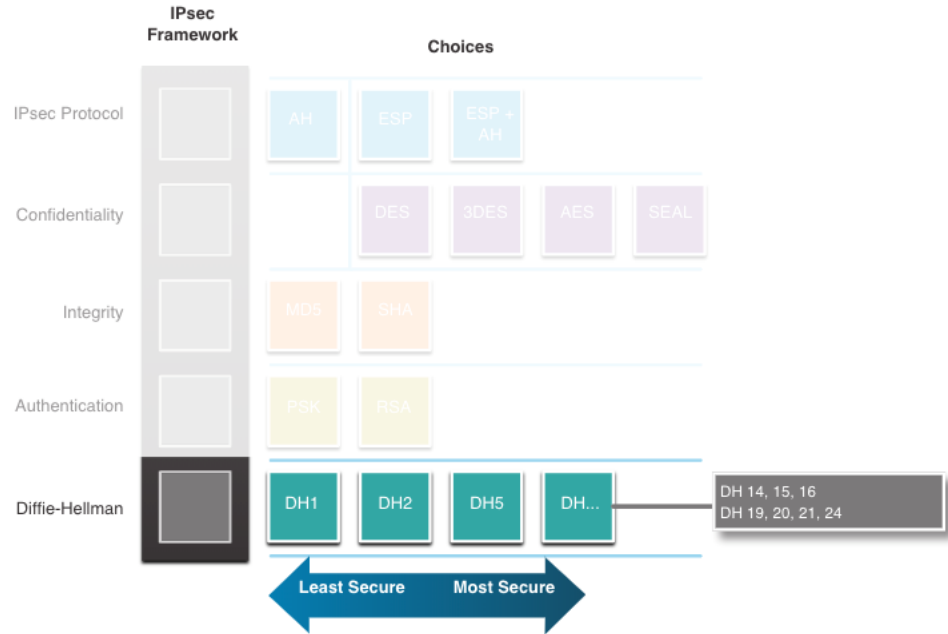 IPsec
Framework
Choices
IPsec Protocol
AH
ESP
ESP +
AH
Confidentiality
DES
3DES
AES
SEAL
Integrity
MD5
SHA
Authentication
PSK
RSA
Diffie-Hellman
DH1
DH2
DH5
DH...
DH 14, 15, 16
DH 19, 20, 21, 24
Least Secure
Most Secure